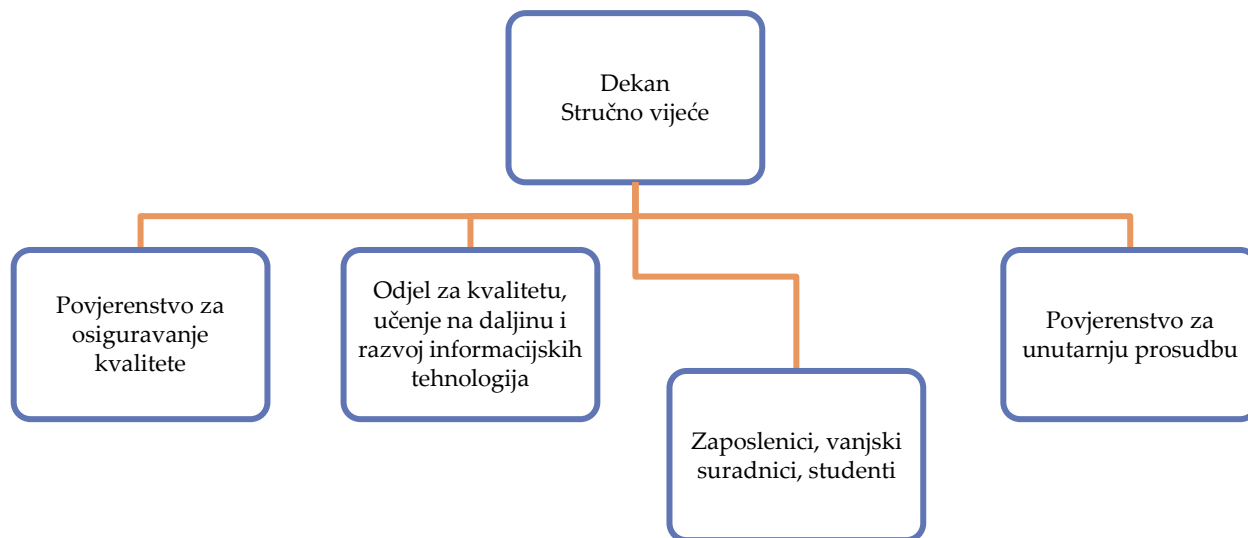 Dekan
Stručno vijeće
Povjerenstvo za
osiguravanje
kvalitete
Odjel za kvalitetu,
učenje na daljinu i
razvoj informacijskih
tehnologija
Zaposlenici, vanjski
suradnici, studenti
Povjerenstvo za
unutarnju prosudbu